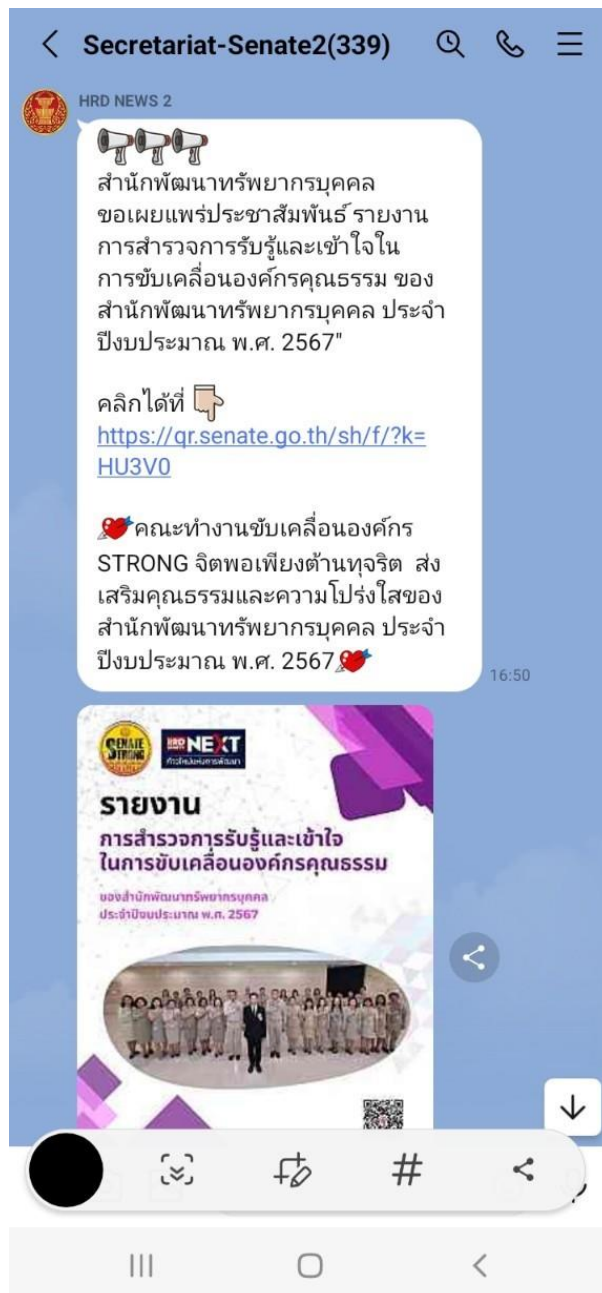 Secretariat-Senate2(339)
HRD NEWS 2
สำนักพัฒนาทรัพยากรบุคคล
ขอเผยแพร่ประชาสัมพันธ์ รายงาน
การสำรวจการรับรู้และเข้าใจใน
การขับเคลื่อนองค์กรคุณธรรม ของ
สำนักพัฒนาทรัพยากรบุคคล ประจำ
ปีงบประมาณ พ.ศ. 2567"
คลิกได้ที่
https://qr.senate.go.th/sh/f/?k=
HU3V0
คณะทำงานขับเคลื่อนองค์กร
STRONG จิตพอเพียงต้านทุจริต ส่ง
เสริมคุณธรรมและความโปร่งใสของ
สำนักพัฒนาทรัพยากรบุคคล ประจำ
ปีงบประมาณ พ.ศ. 2567
16:50
SENATE
STRONG
HRD
NEXT
ก้าวใหม่แห่งการพัฒนา
รายงาน
การสำรวจการรับรู้และเข้าใจ
ในการขับเคลื่อนองค์กรคุณธรรม
ของสำนักพัฒนาทรัพยากรบุคคล
ประจำปีงบประมาณ พ.ศ. 2567